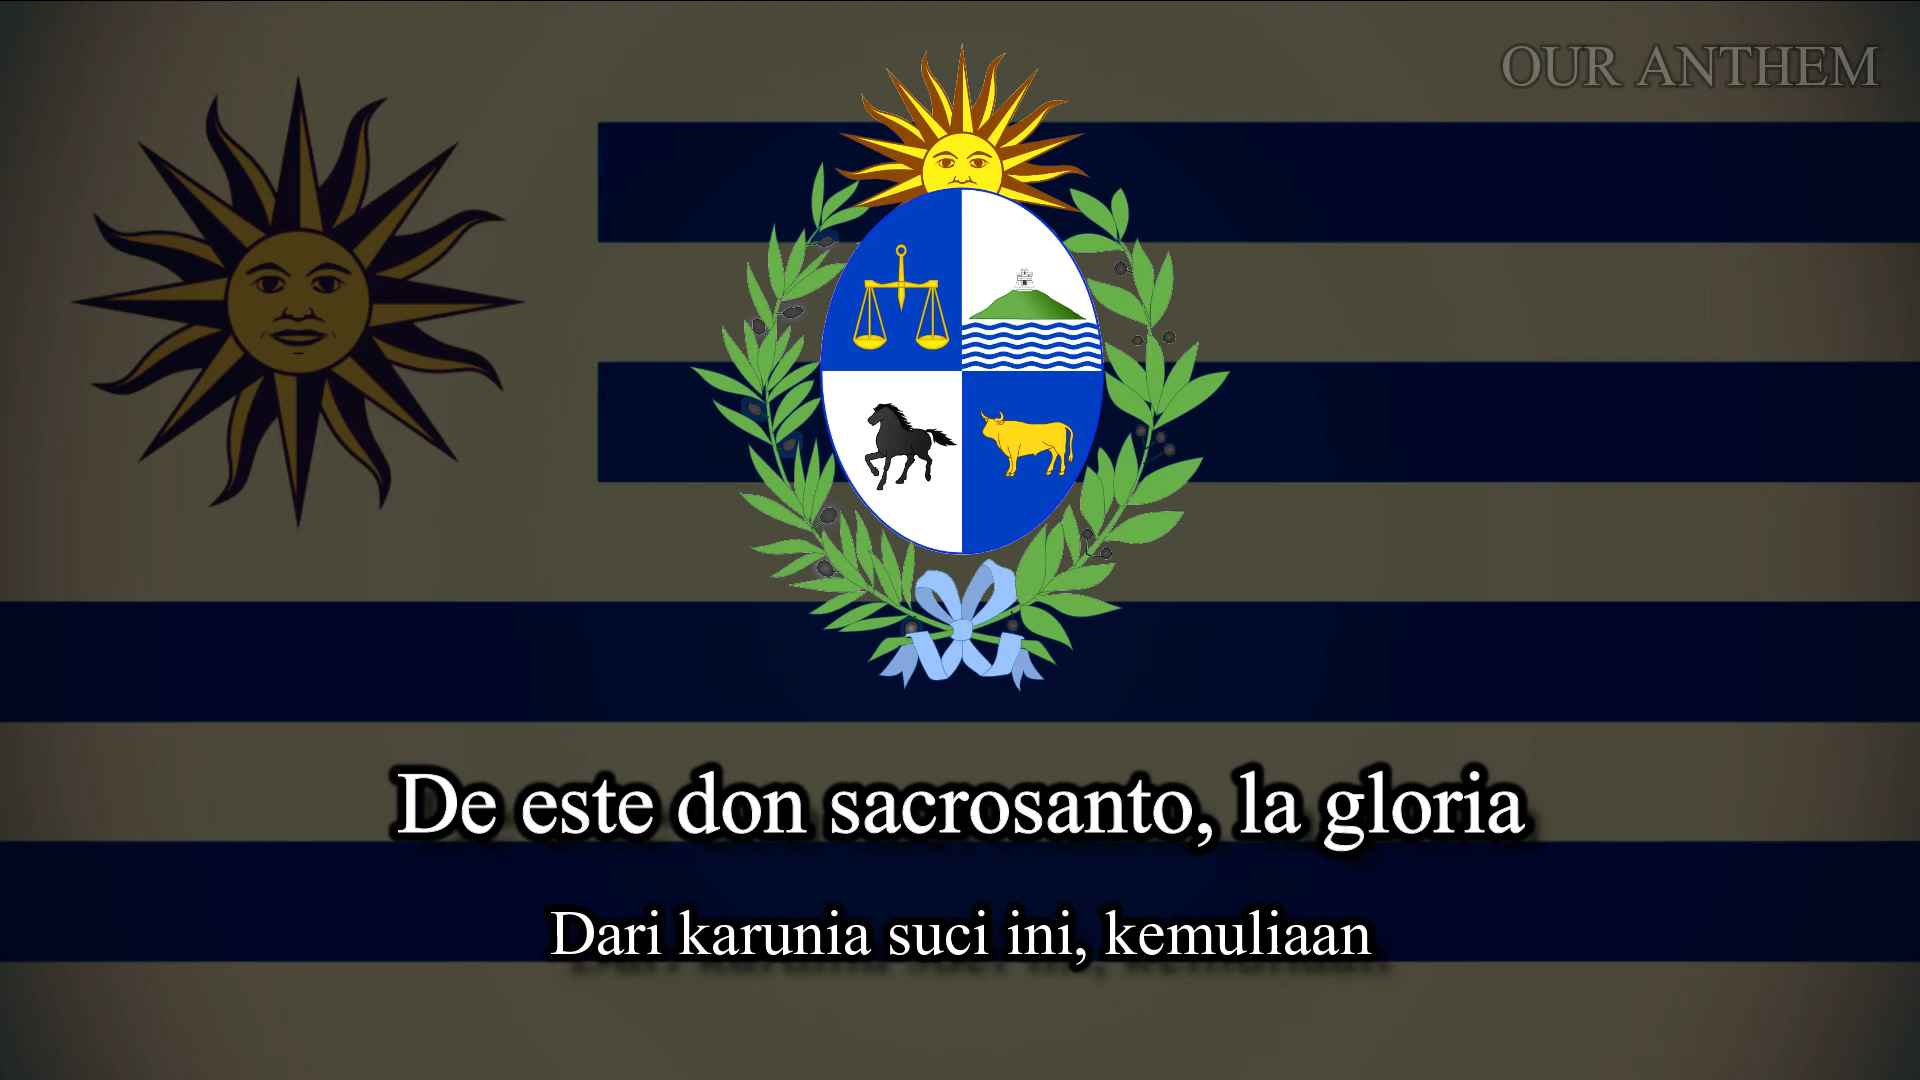 OUR ANTHEM
De este don sacrosanto, la gloria
Dari karunia suci ini, kemuliaan